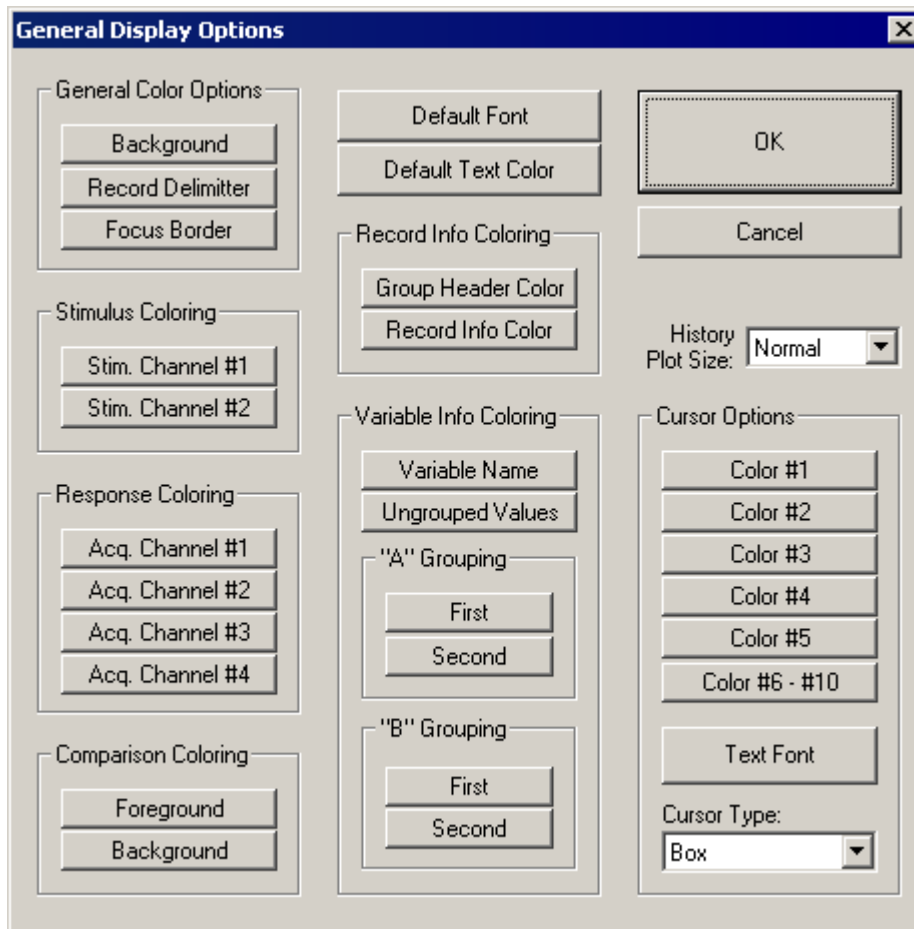 General Display Options
General Color Options
Background
Record Delimitter
Focus Border
Stimulus Coloring
Stim. Channel #1
Stim. Channel #2
Response Coloring
Acq. Channel #1
Acq. Channel #2
Acq. Channel #3
Acq. Channel #4
Comparison Coloring
Foreground
Background
Default Font
Default Text Color
Record Info Coloring
Group Header Color
Record Info Color
Variable Info Coloring
Variable Name
Ungrouped Values
"A" Grouping
First
Second
"B" Grouping
First
Second
OK
Cancel
History
Plot Size:
Normal
Cursor Options
Color #1
Color #2
Color #3
Color #4
Color #5
Color #6 - #10
Text Font
Cursor Type:
Box